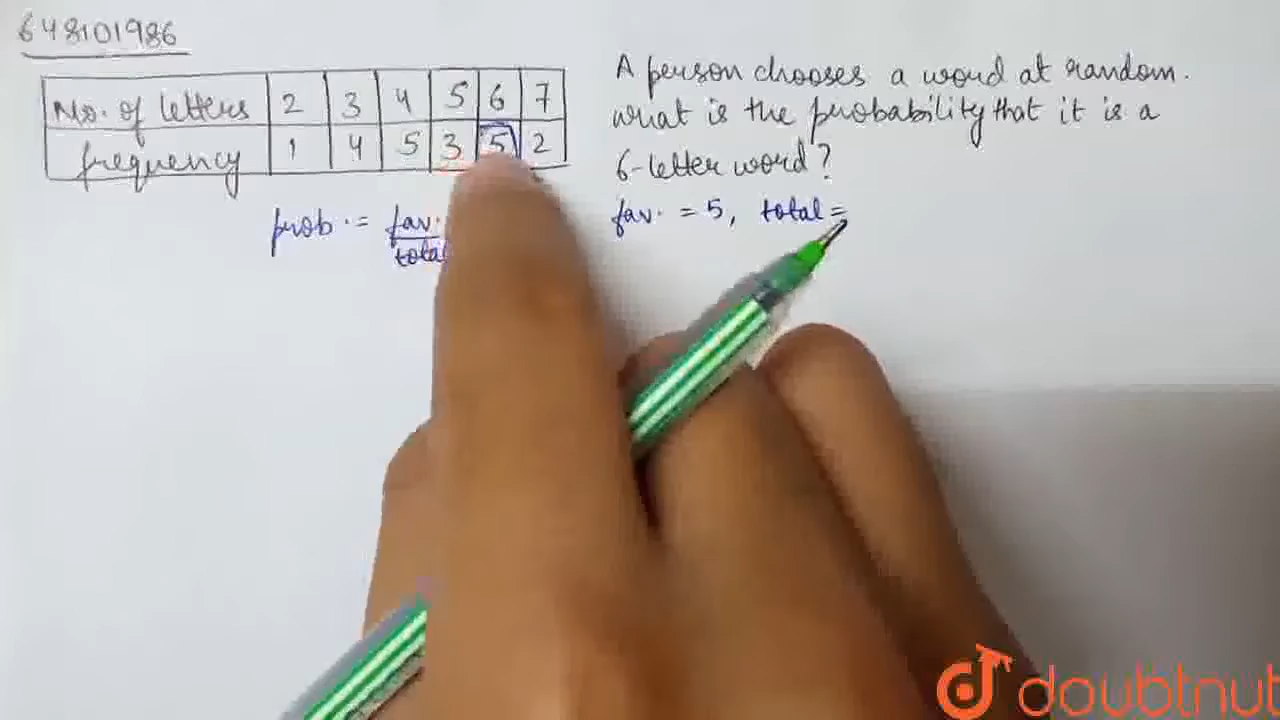 648101986
No. of letters 2 3 4 5 6 7
frequency 1 4 5 3 5 2
A person chooses a word at random.
what is the probability that it is a
6-letter word?
prob. = fav.
total
fav. = 5, total =
doubtnut